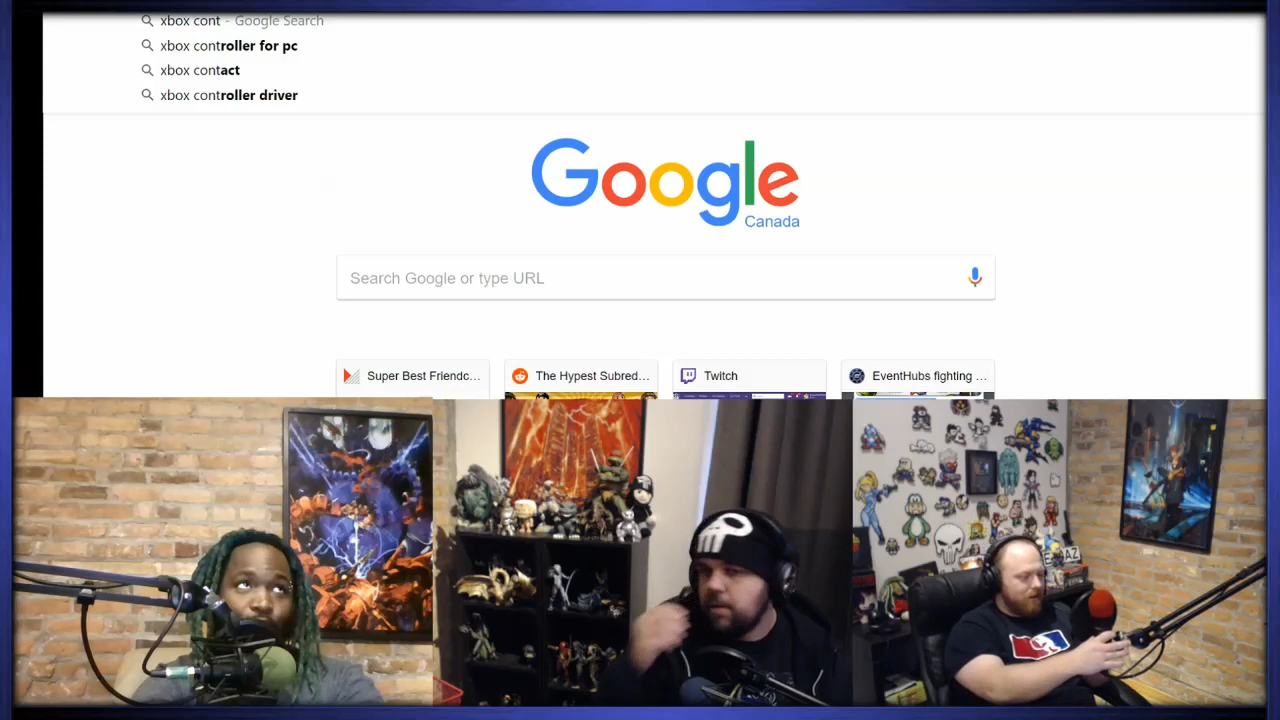 xbox cont - Google Search
xbox controller for pc
xbox contact
xbox controller driver
Google
Canada
Search Google or type URL
Super Best Friendc...
The Hypest Subred...
Twitch
EventHubs fighting ...